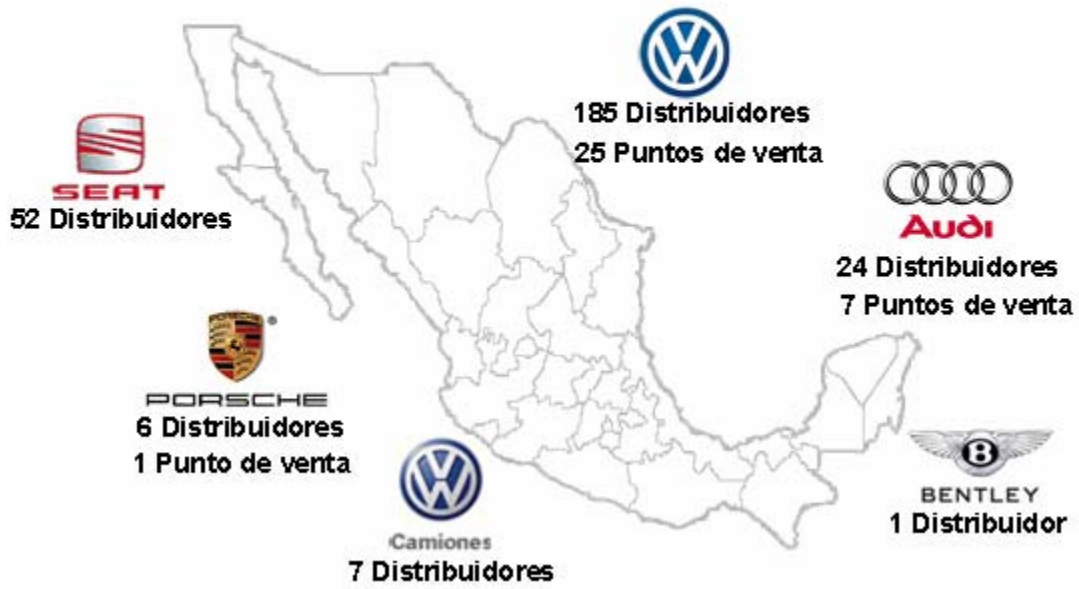 185 Distribuidores
25 Puntos de venta
SEAT
52 Distribuidores
Audi
24 Distribuidores
7 Puntos de venta
PORSCHE
®
PORSCHE
6 Distribuidores
1 Punto de venta
Camiones
7 Distribuidores
B
BENTLEY
1 Distribuidor